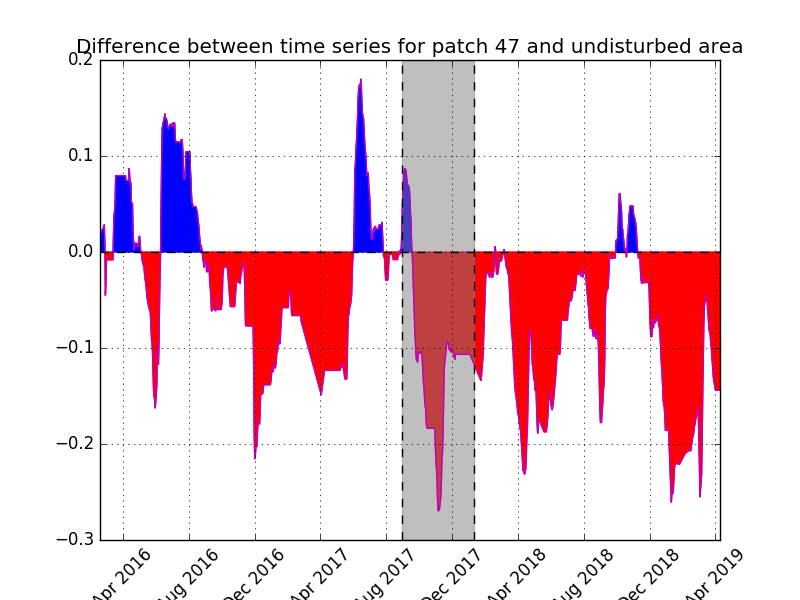 Difference between time series for patch 47 and undisturbed area
0.2
0.1
0.0
−0.1
−0.2
−0.3
Apr 2016
Aug 2016
Dec 2016
Apr 2017
Aug 2017
Dec 2017
Apr 2018
Aug 2018
Dec 2018
Apr 2019